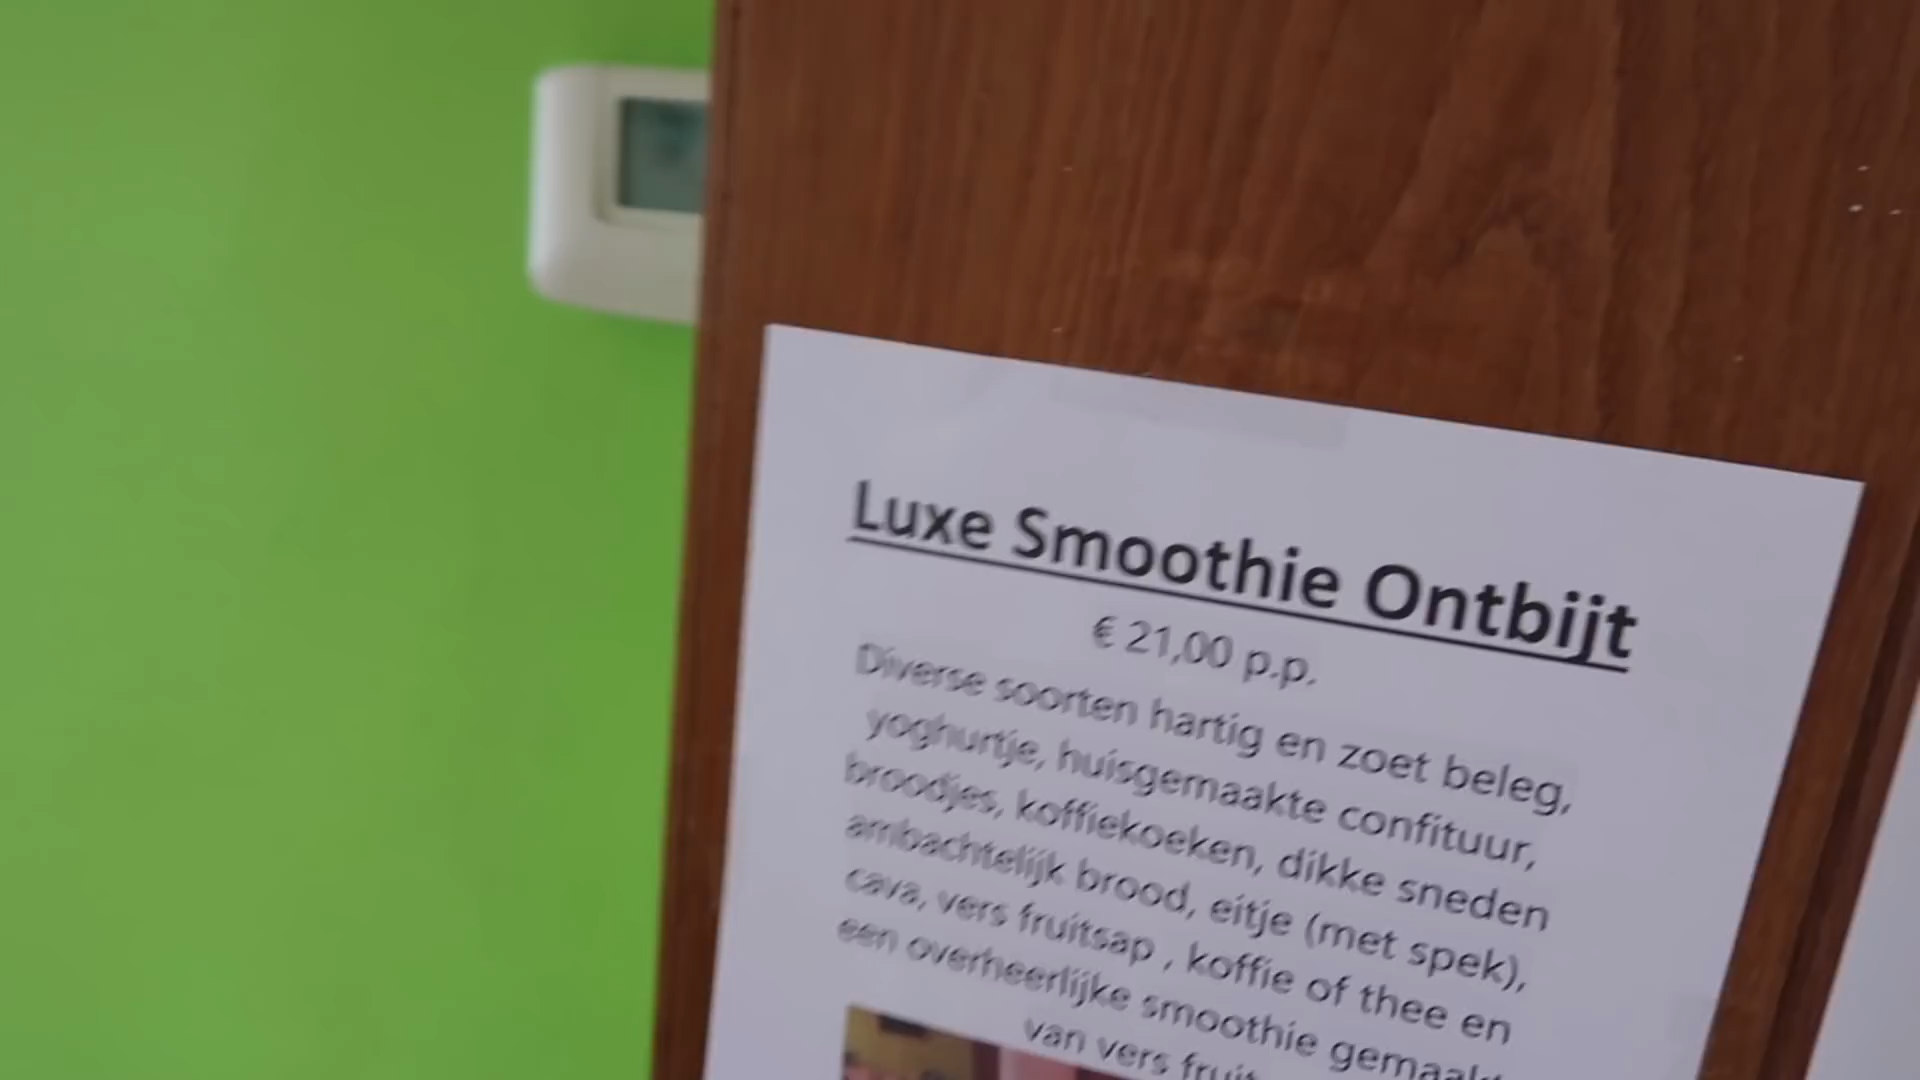 Luxe Smoothie Ontbijt
€ 21,00 p.p.
Diverse soorten hartig en zoet beleg,
yoghurtje, huisgemaakte confituur,
broodjes, koffiekoeken, dikke sneden
ambachtelijk brood, eitje (met spek),
cava, vers fruitsap , koffie of thee en
een overheerlijke smoothie gemaakt
van vers fruit